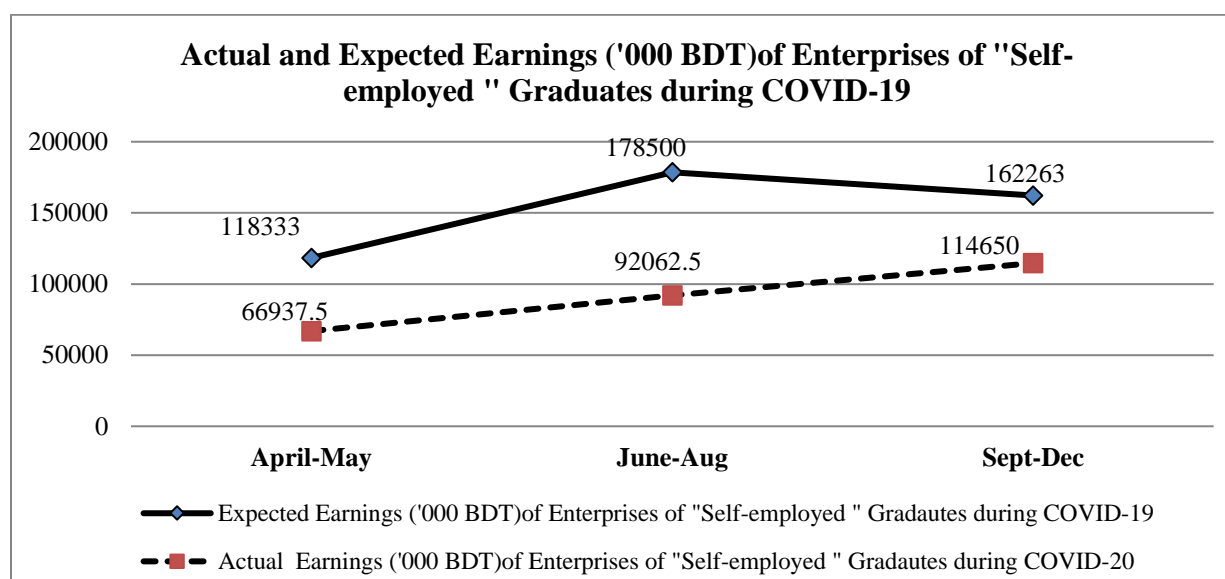 Actual and Expected Earnings ('000 BDT)of Enterprises of "Self-
employed " Graduates during COVID-19
200000
150000
100000
50000
0
118333
178500
162263
66937.5
92062.5
114650
April-May
June-Aug
Sept-Dec
Expected Earnings ('000 BDT)of Enterprises of "Self-employed " Gradautes during COVID-19
Actual  Earnings ('000 BDT)of Enterprises of "Self-employed " Gradautes during COVID-20